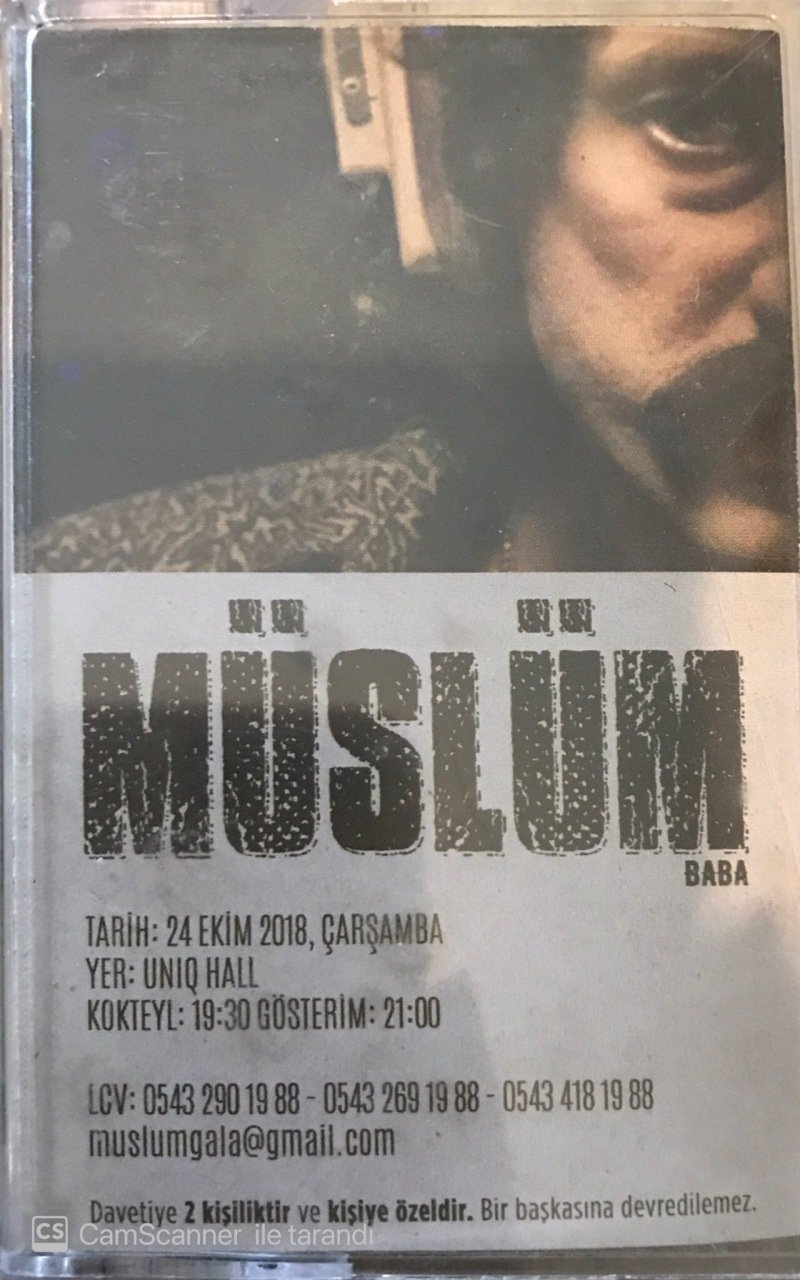 MÜSLÜM
BABA
TARİH: 24 EKİM 2018, ÇARŞAMBA
YER: UNIQ HALL
KOKTEYL: 19:30 GÖSTERİM: 21:00
LCV: 0543 290 19 88 - 0543 269 19 88 - 0543 418 19 88
muslumgala@gmail.com
Davetiye 2 kişiliktir ve kişiye özeldir. Bir başkasına devredilemez.
CS CamScanner ile tarandı